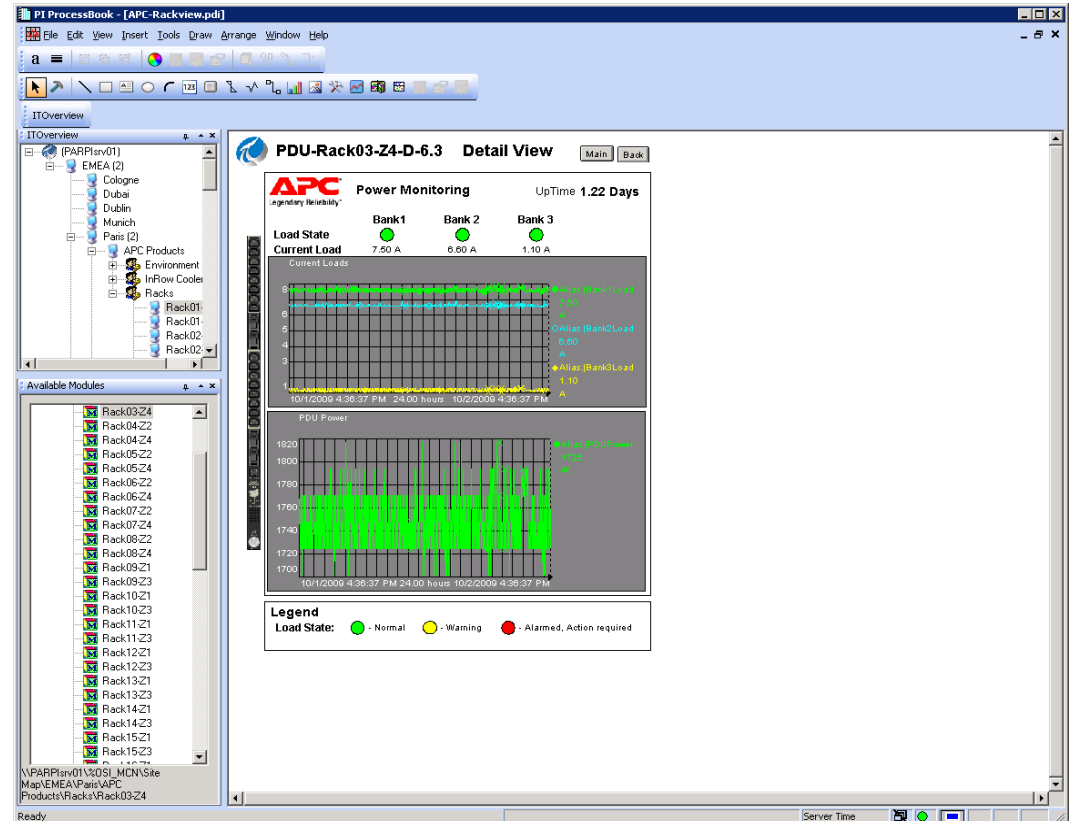 PI ProcessBook - [APC-Rackview.pdi]
File Edit View Insert Tools Draw Arrange Window Help
a
123
ITOverview
ITOverview
(PARPIsrv01)
EMEA (2)
Cologne
Dubai
Dublin
Munich
Paris (2)
APC Products
Environment
InRow Cooler
Racks
Rack01-
Rack01-
Rack02-
Rack02-
Available Modules
Rack03-Z4
Rack04-Z2
Rack04-Z4
Rack05-Z2
Rack05-Z4
Rack06-Z2
Rack06-Z4
Rack07-Z2
Rack07-Z4
Rack08-Z2
Rack08-Z4
Rack09-Z1
Rack09-Z3
Rack10-Z1
Rack10-Z3
Rack11-Z1
Rack11-Z3
Rack12-Z1
Rack12-Z3
Rack13-Z1
Rack13-Z3
Rack14-Z1
Rack14-Z3
Rack15-Z1
Rack15-Z3
\\PARPIsrv01\%OSI_MCN\Site
Map\EMEA\Paris\APC
Products\Racks\Rack03-Z4
PDU-Rack03-Z4-D-6.3 Detail View Main Back
APC Power Monitoring UpTime 1.22 Days
Legendary Reliability
Bank1 Bank 2 Bank 3
Load State
Current Load 7.50 A 6.60 A 1.10 A
Current Loads
8
6
5
4
3
1
Alias.|Bank1Load
7.50
A
Alias.|Bank2Load
6.60
A
Alias.|Bank3Load
1.10
A
10/1/2009 4:36:37 PM 24.00 hours 10/2/2009 4:36:37 PM
PDU Power
1820
1800
1780
1760
1740
1720
1700
W
10/1/2009 4:36:37 PM 24.00 hours 10/2/2009 4:36:37 PM
Legend
Load State: - Normal - Warning - Alarmed, Action required
Ready
Server Time